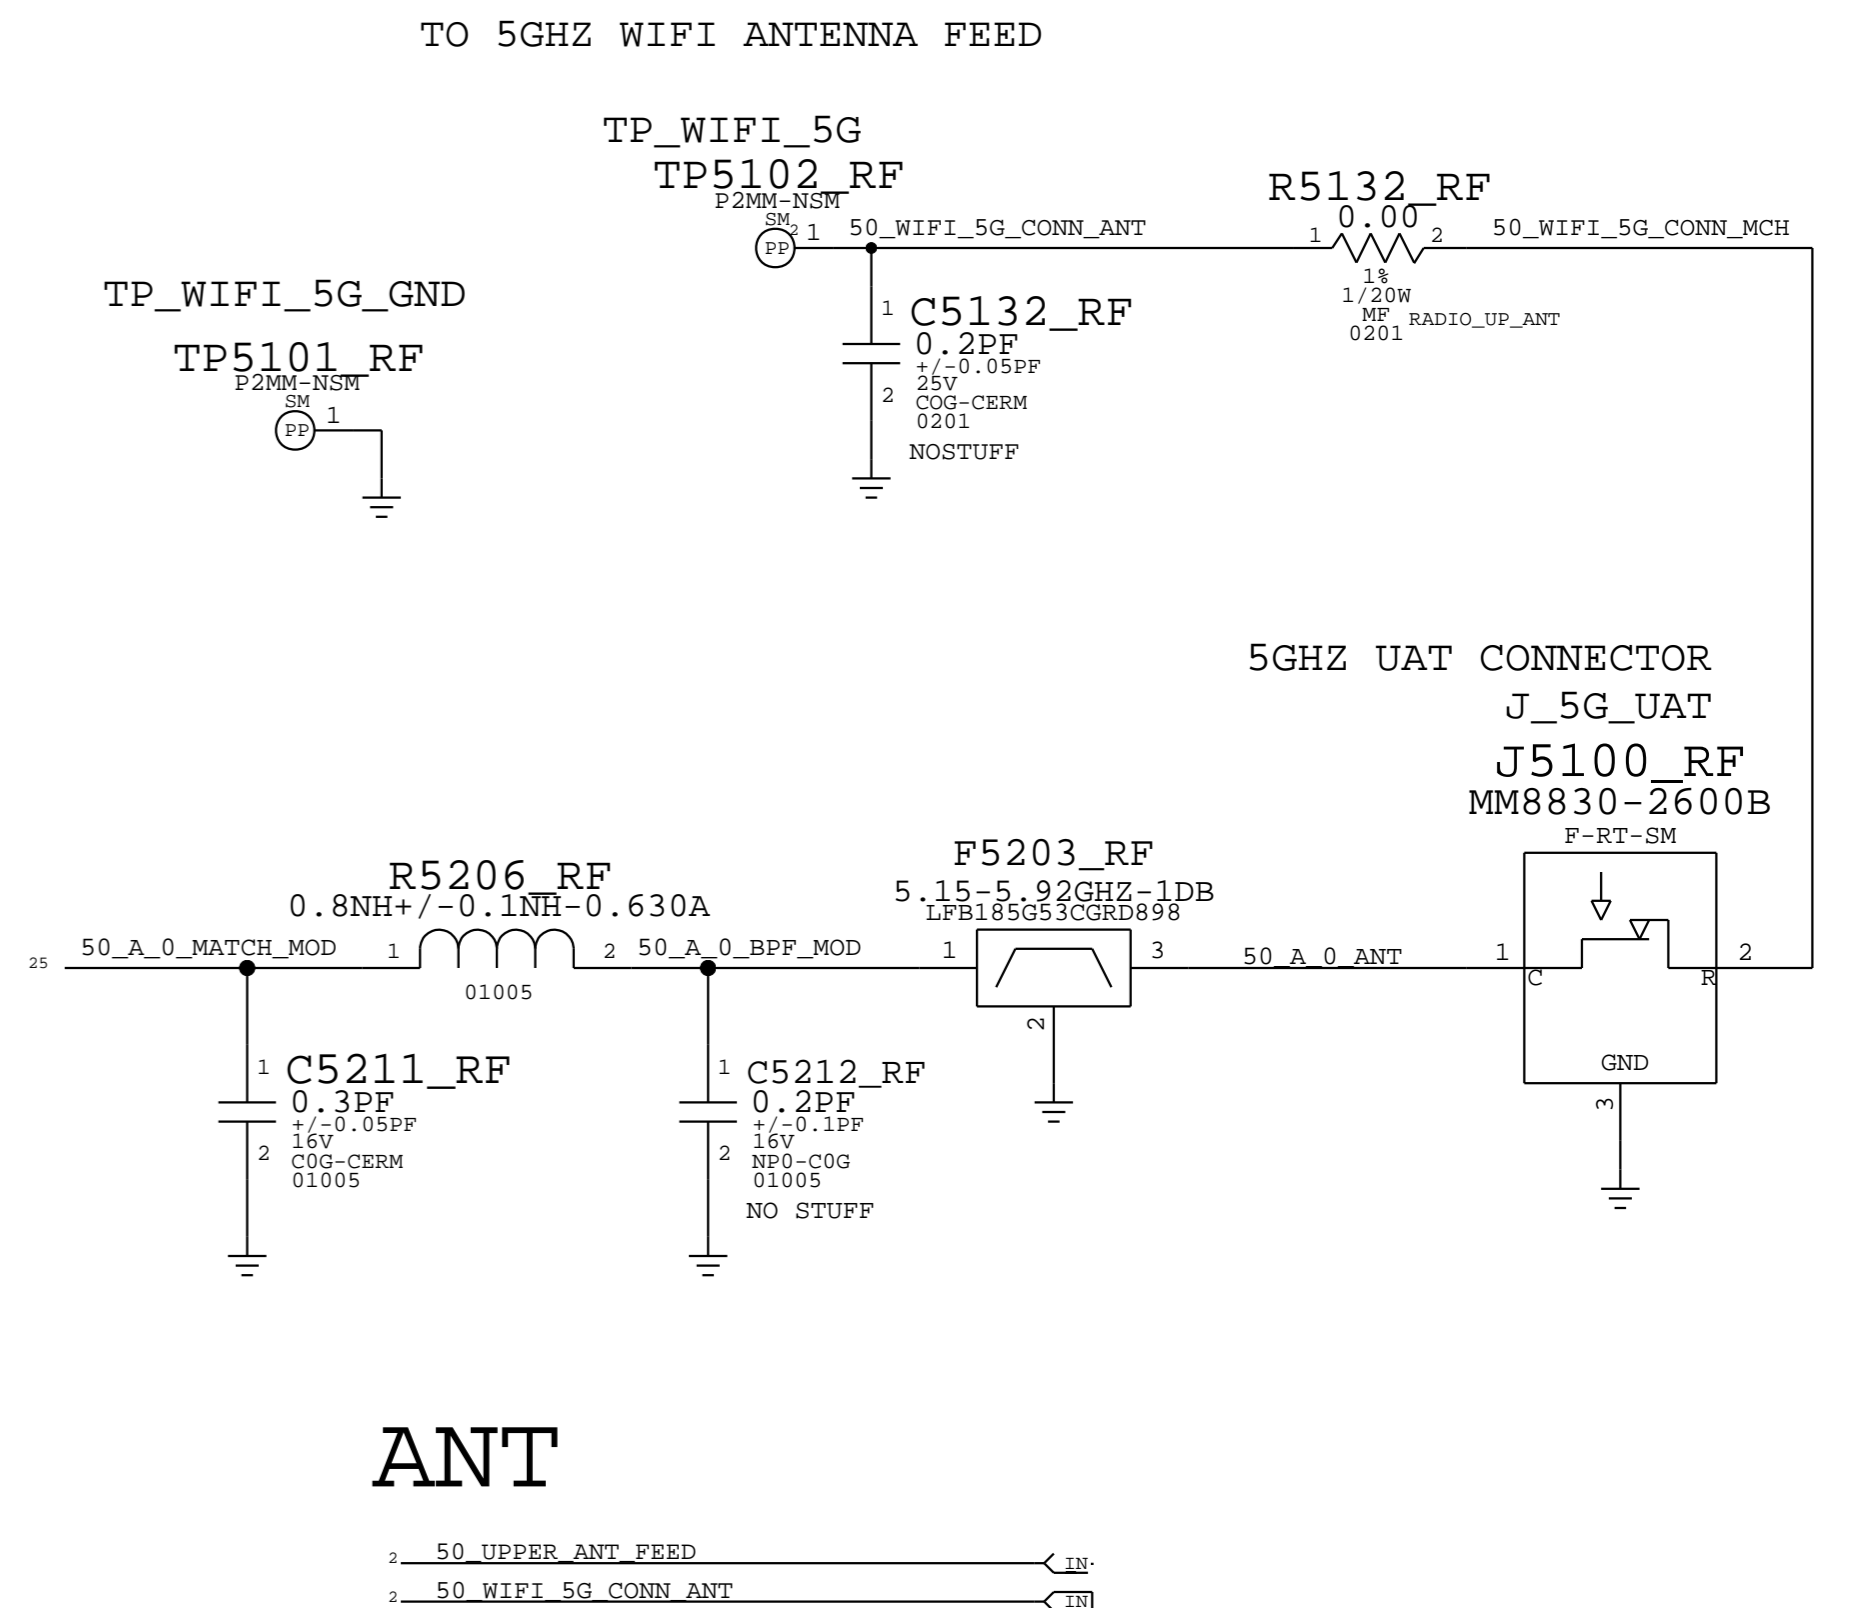 TO 5GHZ WIFI ANTENNA FEED
TP_WIFI_5G
TP5102_RF
P2MM-NSM
SM
PP
2
1
50_WIFI_5G_CONN_ANT
R5132_RF
0.00
1
2
50_WIFI_5G_CONN_MCH
1%
1/20W
MF
0201
RADIO_UP_ANT
TP_WIFI_5G_GND
TP5101_RF
P2MM-NSM
SM
PP
1
1
C5132_RF
0.2PF
+/-0.05PF
25V
2
COG-CERM
0201
NOSTUFF
5GHZ UAT CONNECTOR
J_5G_UAT
J5100_RF
MM8830-2600B
F-RT-SM
1
C
R
2
GND
3
R5206_RF
0.8NH+/-0.1NH-0.630A
25
50_A_0_MATCH_MOD
1
2
01005
50_A_0_BPF_MOD
F5203_RF
5.15-5.92GHZ-1DB
LFB185G53CGRD898
1
3
2
50_A_0_ANT
1
C5211_RF
0.3PF
+/-0.05PF
16V
2
C0G-CERM
01005
1
C5212_RF
0.2PF
+/-0.1PF
16V
2
NP0-C0G
01005
NO STUFF
ANT
2
50_UPPER_ANT_FEED
IN
2
50_WIFI_5G_CONN_ANT
IN